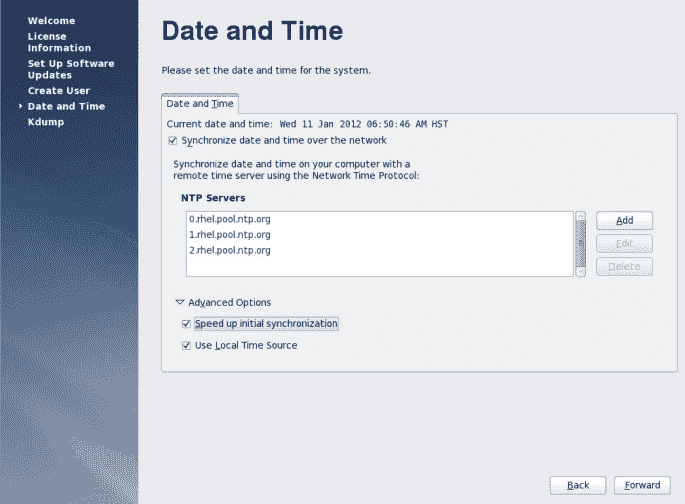 Welcome
License
Information
Set Up Software
Updates
Create User
Date and Time
Kdump
Date and Time
Please set the date and time for the system.
Date and Time
Current date and time: Wed 11 Jan 2012 06:50:46 AM HST
Synchronize date and time over the network
Synchronize date and time on your computer with a
remote time server using the Network Time Protocol:
NTP Servers
0.rhel.pool.ntp.org
1.rhel.pool.ntp.org
2.rhel.pool.ntp.org
Add
Edit
Delete
Advanced Options
Speed up initial synchronization
Use Local Time Source
Back
Forward